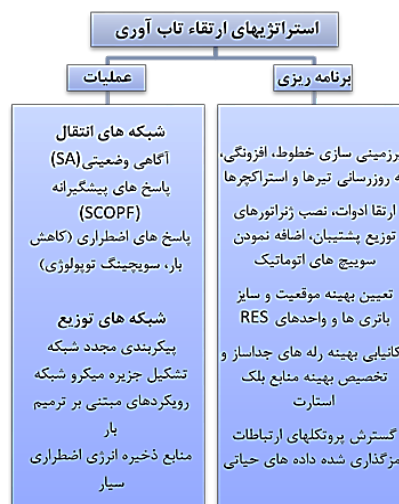 استراتژیهای ارتقاء تاب آوری
برنامه ریزی
زیرزمینی سازی خطوط، افزونگی،
به روزرسانی تیرها و استراکچرها
ارتقا ادوات، نصب ژنراتورهای
توزیع پشتیبان، اضافه نمودن
سوییچ های اتوماتیک
تعیین بهینه موقعیت و سایز
باتری ها و واحدهای RES
مکانیابی بهینه رله های جداساز و
تخصیص بهینه منابع بلک
استارت
گسترش پروتکلهای ارتباطات
رمزگذاری شده داده های حیاتی
عملیات
شبکه های انتقال
آگاهی وضعیتی(SA)
پاسخ های پیشگیرانه
(SCOPF)
پاسخ های اضطراری (کاهش
بار، سویچینگ توپولوژی)
شبکه های توزیع
پیکربندی مجدد شبکه
تشکیل جزیره میکرو شبکه
رویکردهای مبتنی بر ترمیم
بار
منابع ذخیره انرژی اضطراری
سیار